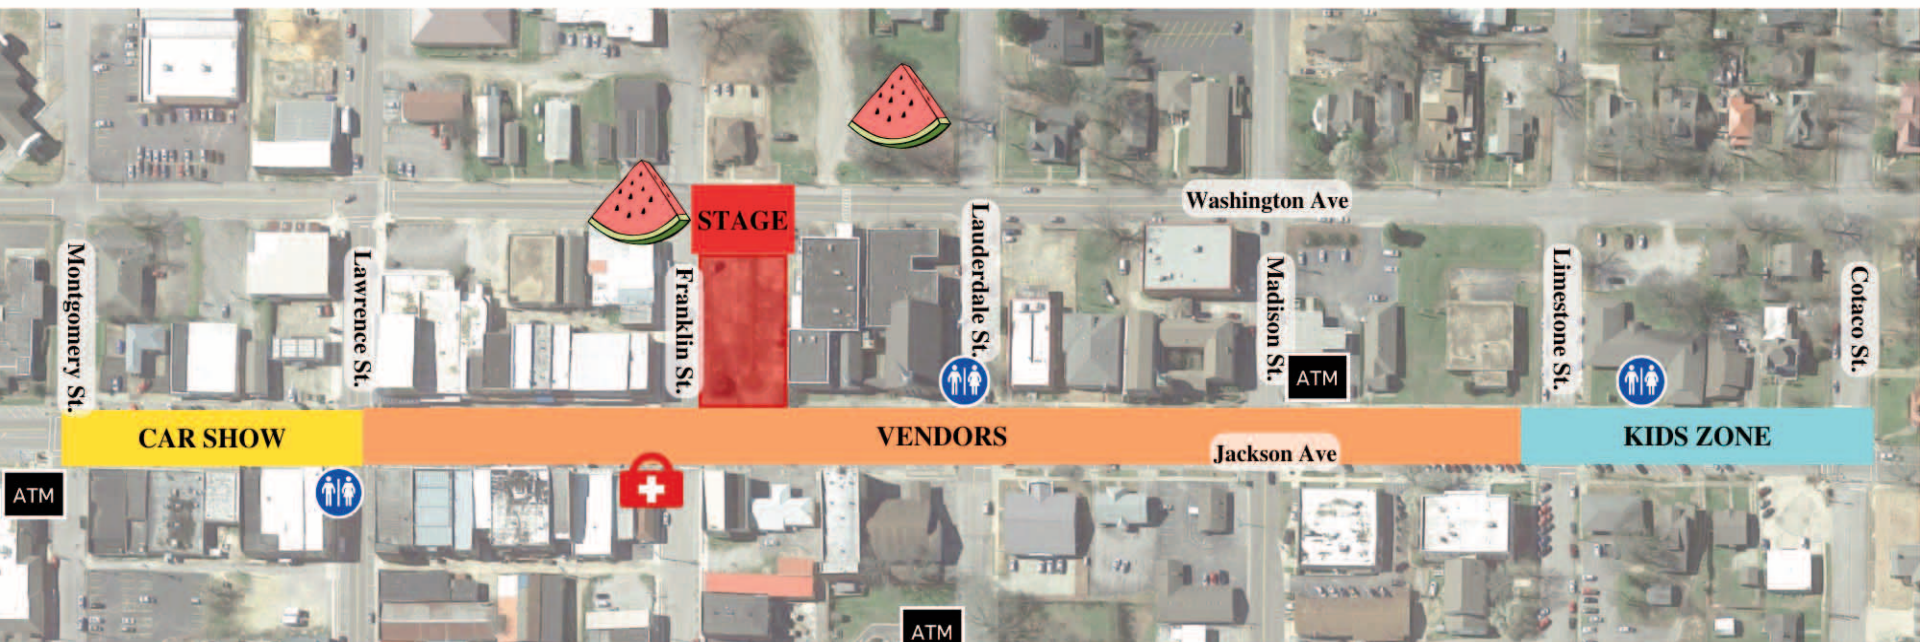 Washington Ave
STAGE
Montgomery St.
Lawrence St.
Franklin St.
Lauderdale St.
Madison St.
Limestone St.
Cotaco St.
ATM
CAR SHOW
VENDORS
KIDS ZONE
Jackson Ave
ATM
ATM